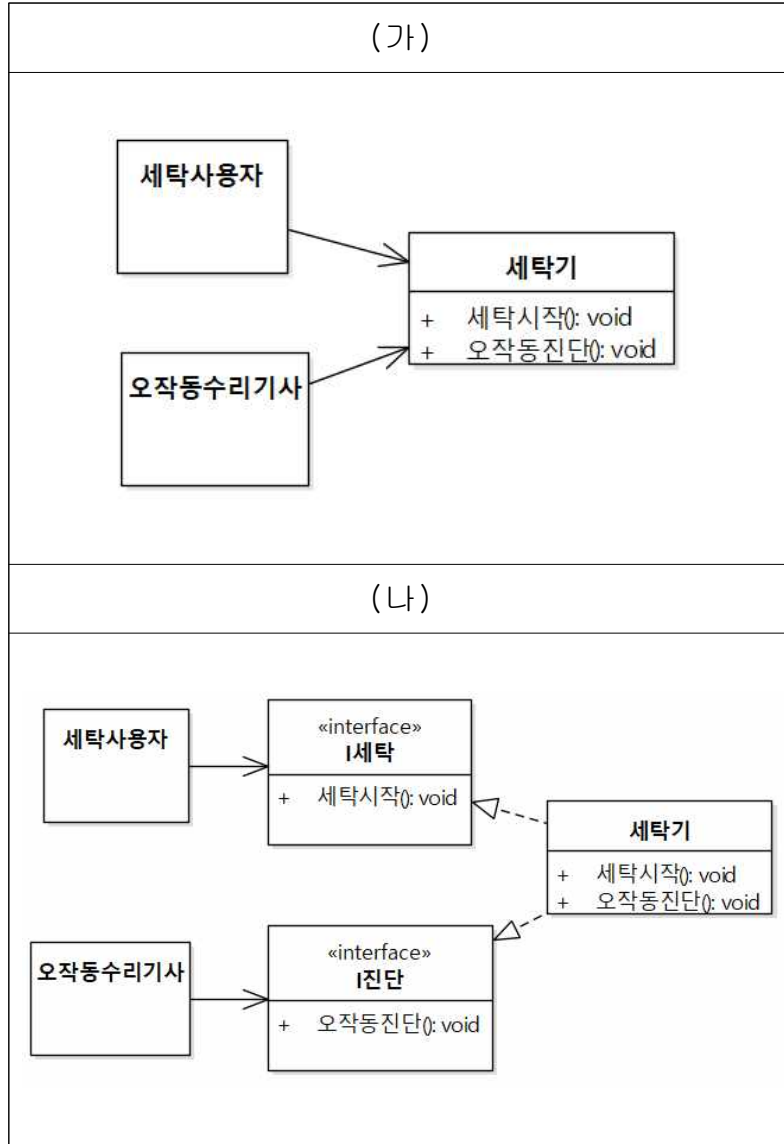 (가)
세탁사용자
세탁기
+ 세탁시작(): void
+ 오작동진단(): void
오작동수리기사
(나)
세탁사용자
«interface»
I세탁
+ 세탁시작(): void
세탁기
+ 세탁시작(): void
+ 오작동진단(): void
오작동수리기사
«interface»
I진단
+ 오작동진단(): void